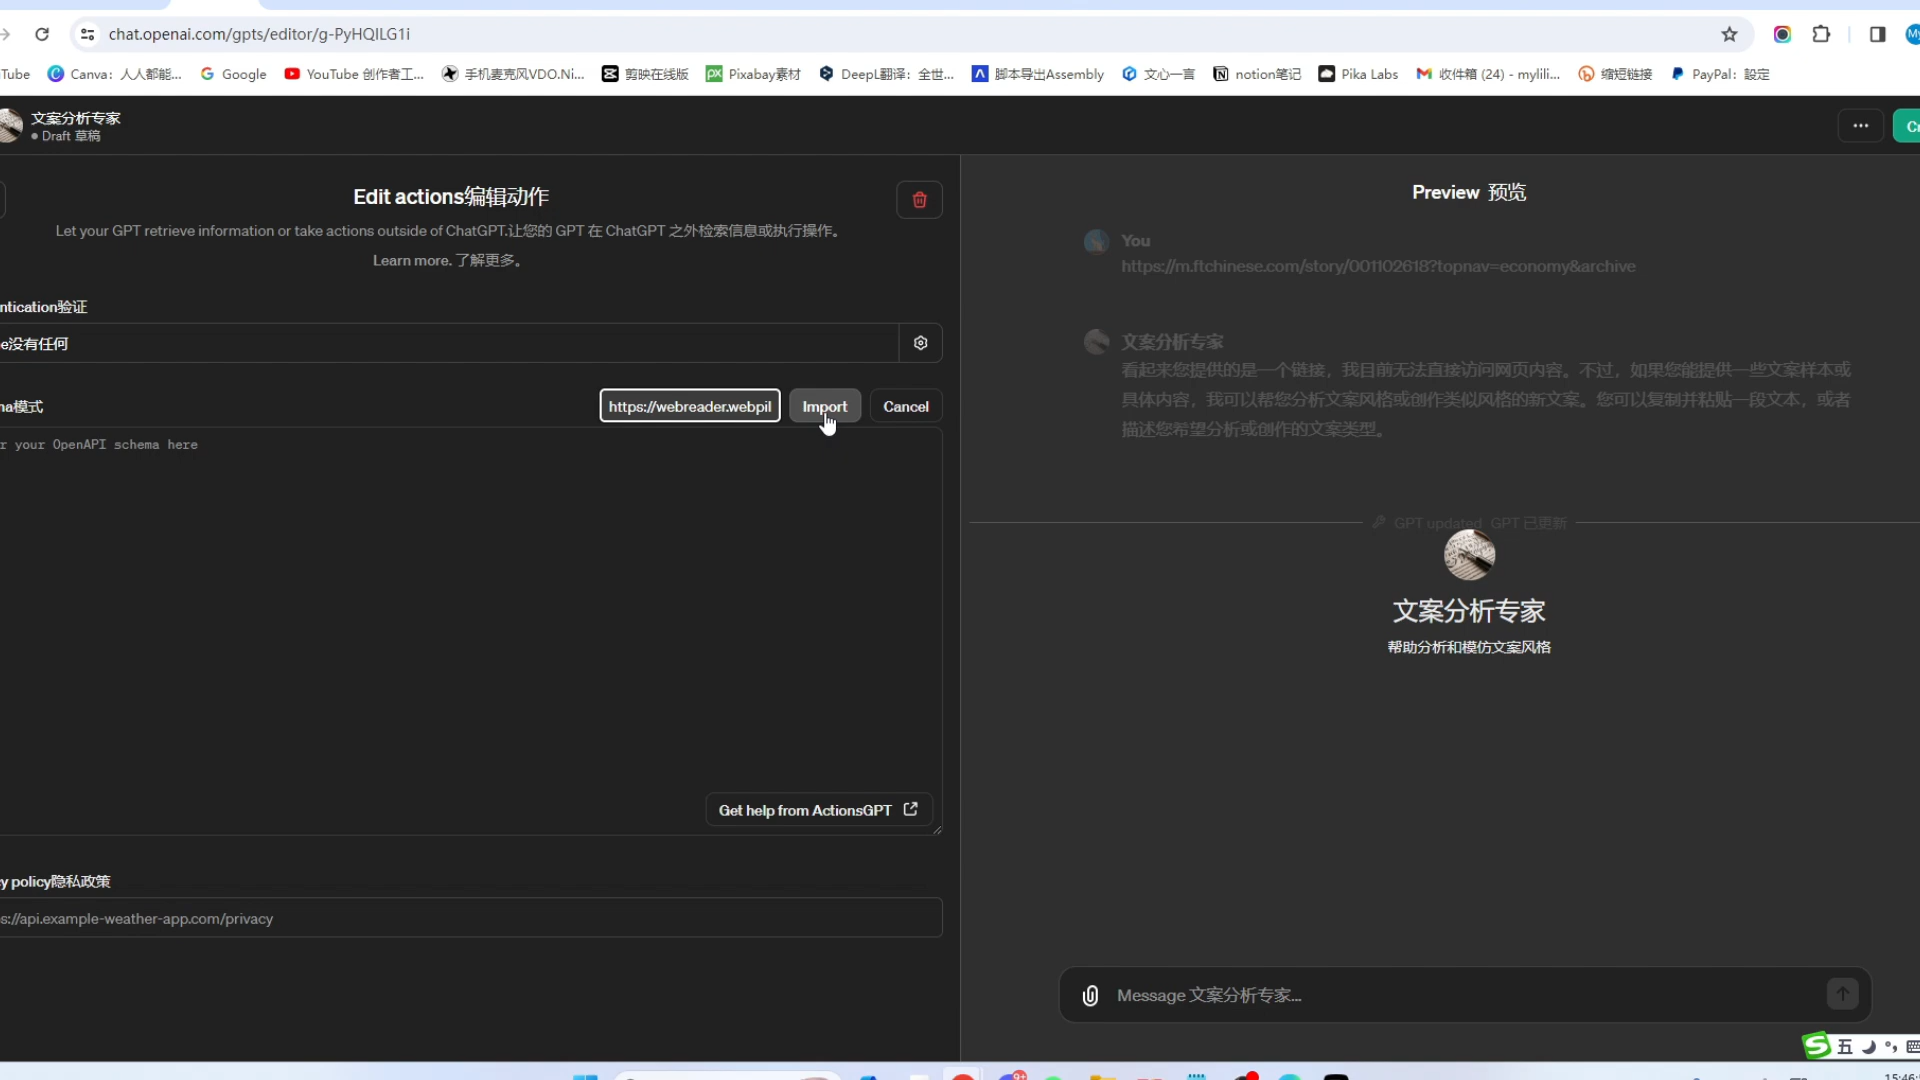 chat.openai.com/gpts/editor/g-PyHQILG1i
Tube Canva：人人都能... Google YouTube 创作者工... 手机麦克风VDO.Ni... 剪映在线版 Pixabay素材 DeepL翻译：全世... 脚本导出Assembly 文心一言 notion笔记 Pika Labs 收件箱 (24) - mylili... 缩短链接 PayPal：設定
文案分析专家
Draft 草稿
Edit actions编辑动作
Let your GPT retrieve information or take actions outside of ChatGPT.让您的 GPT 在 ChatGPT 之外检索信息或执行操作。
Learn more. 了解更多。
ntication验证
e没有任何
na模式
https://webreader.webpil
Import
Cancel
r your OpenAPI schema here
Get help from ActionsGPT
y policy隐私政策
s://api.example-weather-app.com/privacy
Preview 预览
You
https://m.ftchinese.com/story/001102618?topnav=economy&archive
文案分析专家
看起来您提供的是一个链接，我目前无法直接访问网页内容。不过，如果您能提供一些文案样本或
具体内容，我可以帮您分析文案风格或创作类似风格的新文案。您可以复制并粘贴一段文本，或者
描述您希望分析或创作的文案类型。
GPT updated GPT 已更新
文案分析专家
帮助分析和模仿文案风格
Message 文案分析专家...
五
9+
15:46